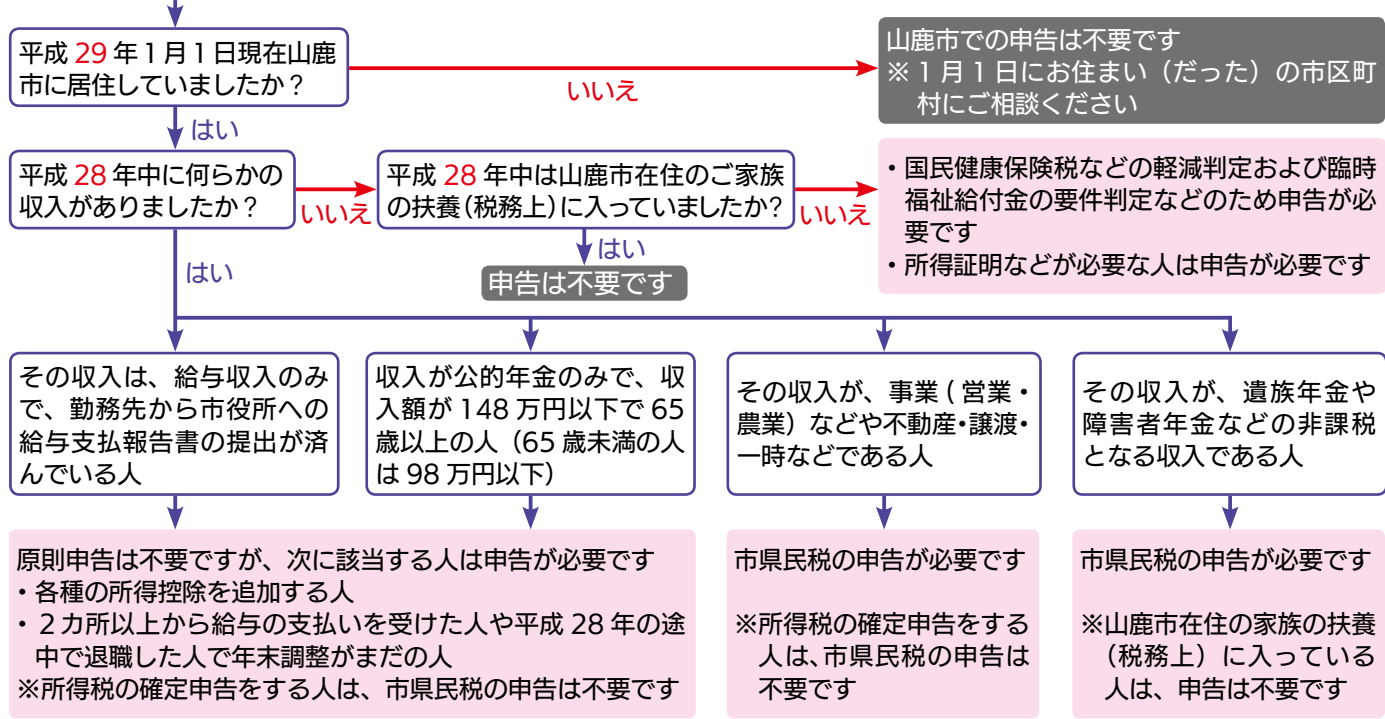 平成 29 年１月１日現在山鹿
市に居住していましたか？
いいえ
山鹿市での申告は不要です
※１月１日にお住まい（だった）の市区町
村にご相談ください
はい
平成 28 年中に何らかの
収入がありましたか？
いいえ
平成 28 年中は山鹿市在住のご家族
の扶養（税務上）に入っていましたか？
いいえ
・国民健康保険税などの軽減判定および臨時
福祉給付金の要件判定などのため申告が必
要です
・所得証明などが必要な人は申告が必要です
はい
申告は不要です
はい
その収入は、給与収入のみ
で、勤務先から市役所への
給与支払報告書の提出が済
んでいる人
収入が公的年金のみで、収
入額が 148 万円以下で 65
歳以上の人（65 歳未満の人
は 98 万円以下）
その収入が、事業 ( 営業・
農業）などや不動産・譲渡・
一時などである人
その収入が、遺族年金や
障害者年金などの非課税
となる収入である人
原則申告は不要ですが、次に該当する人は申告が必要です
・各種の所得控除を追加する人
・２カ所以上から給与の支払いを受けた人や平成 28 年の途
中で退職した人で年末調整がまだの人
※所得税の確定申告をする人は、市県民税の申告は不要です
市県民税の申告が必要です
※所得税の確定申告をする
人は、市県民税の申告は
不要です
市県民税の申告が必要です
※山鹿市在住の家族の扶養
（税務上）に入っている
人は、申告は不要です